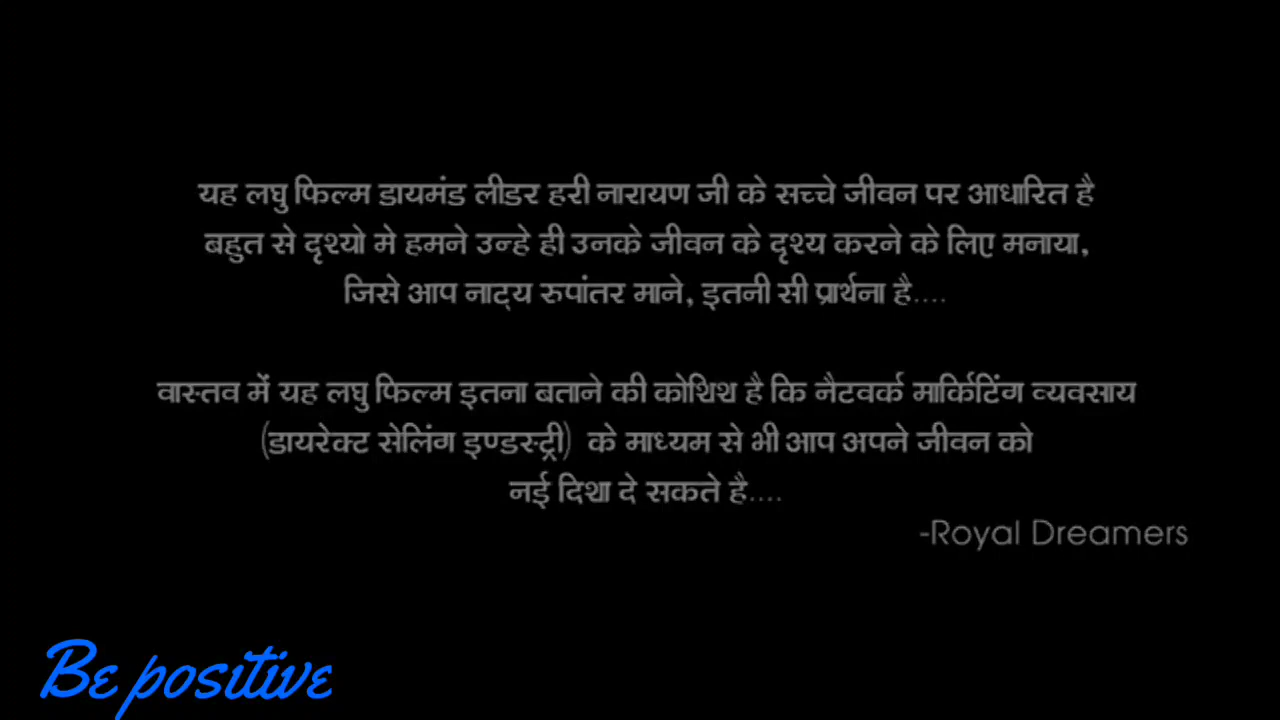 यह लघु फिल्म डायमंड लीडर हरी नारायण जी के सच्चे जीवन पर आधारित है
बहुत से दृश्यो मे हमने उन्हे ही उनके जीवन के दृश्य करने के लिए मनाया,
जिसे आप नाट्य रुपांतर माने, इतनी सी प्रार्थना है....
वास्तव में यह लघु फिल्म इतना बताने की कोशिश है कि नैटवर्क मार्किटिंग व्यवसाय
(डायरेक्ट सेलिंग इण्डस्ट्री) के माध्यम से भी आप अपने जीवन को
नई दिशा दे सकते है....
-Royal Dreamers
Be positive